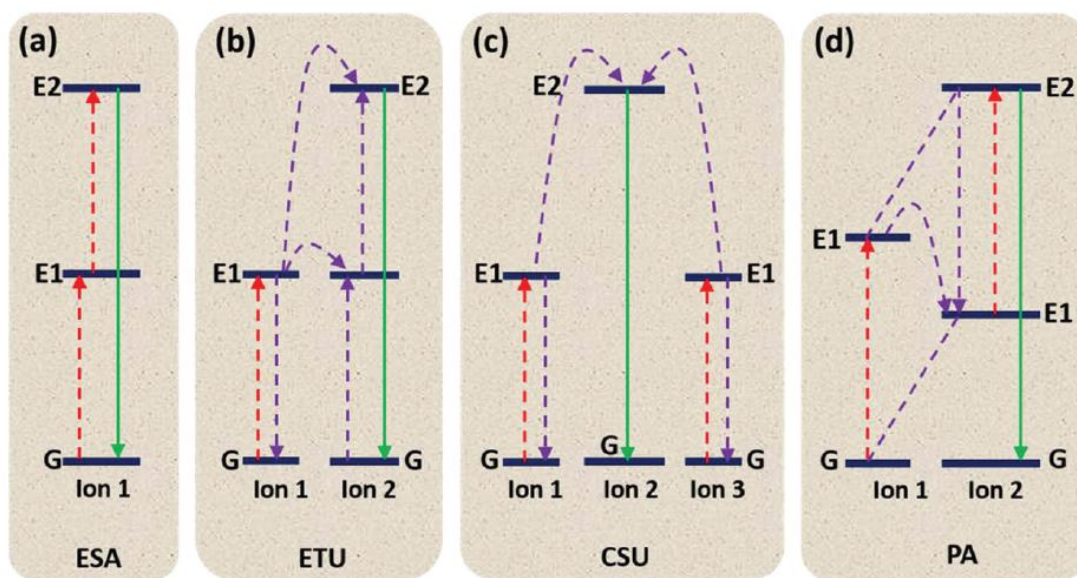 (a)
E2
E1
G
Ion 1
ESA
(b)
E2
E1
G
G
Ion 1
Ion 2
ETU
(c)
E2
E1
E1
G
G
G
Ion 1
Ion 2
Ion 3
CSU
(d)
E2
E1
E1
G
G
Ion 1
Ion 2
PA